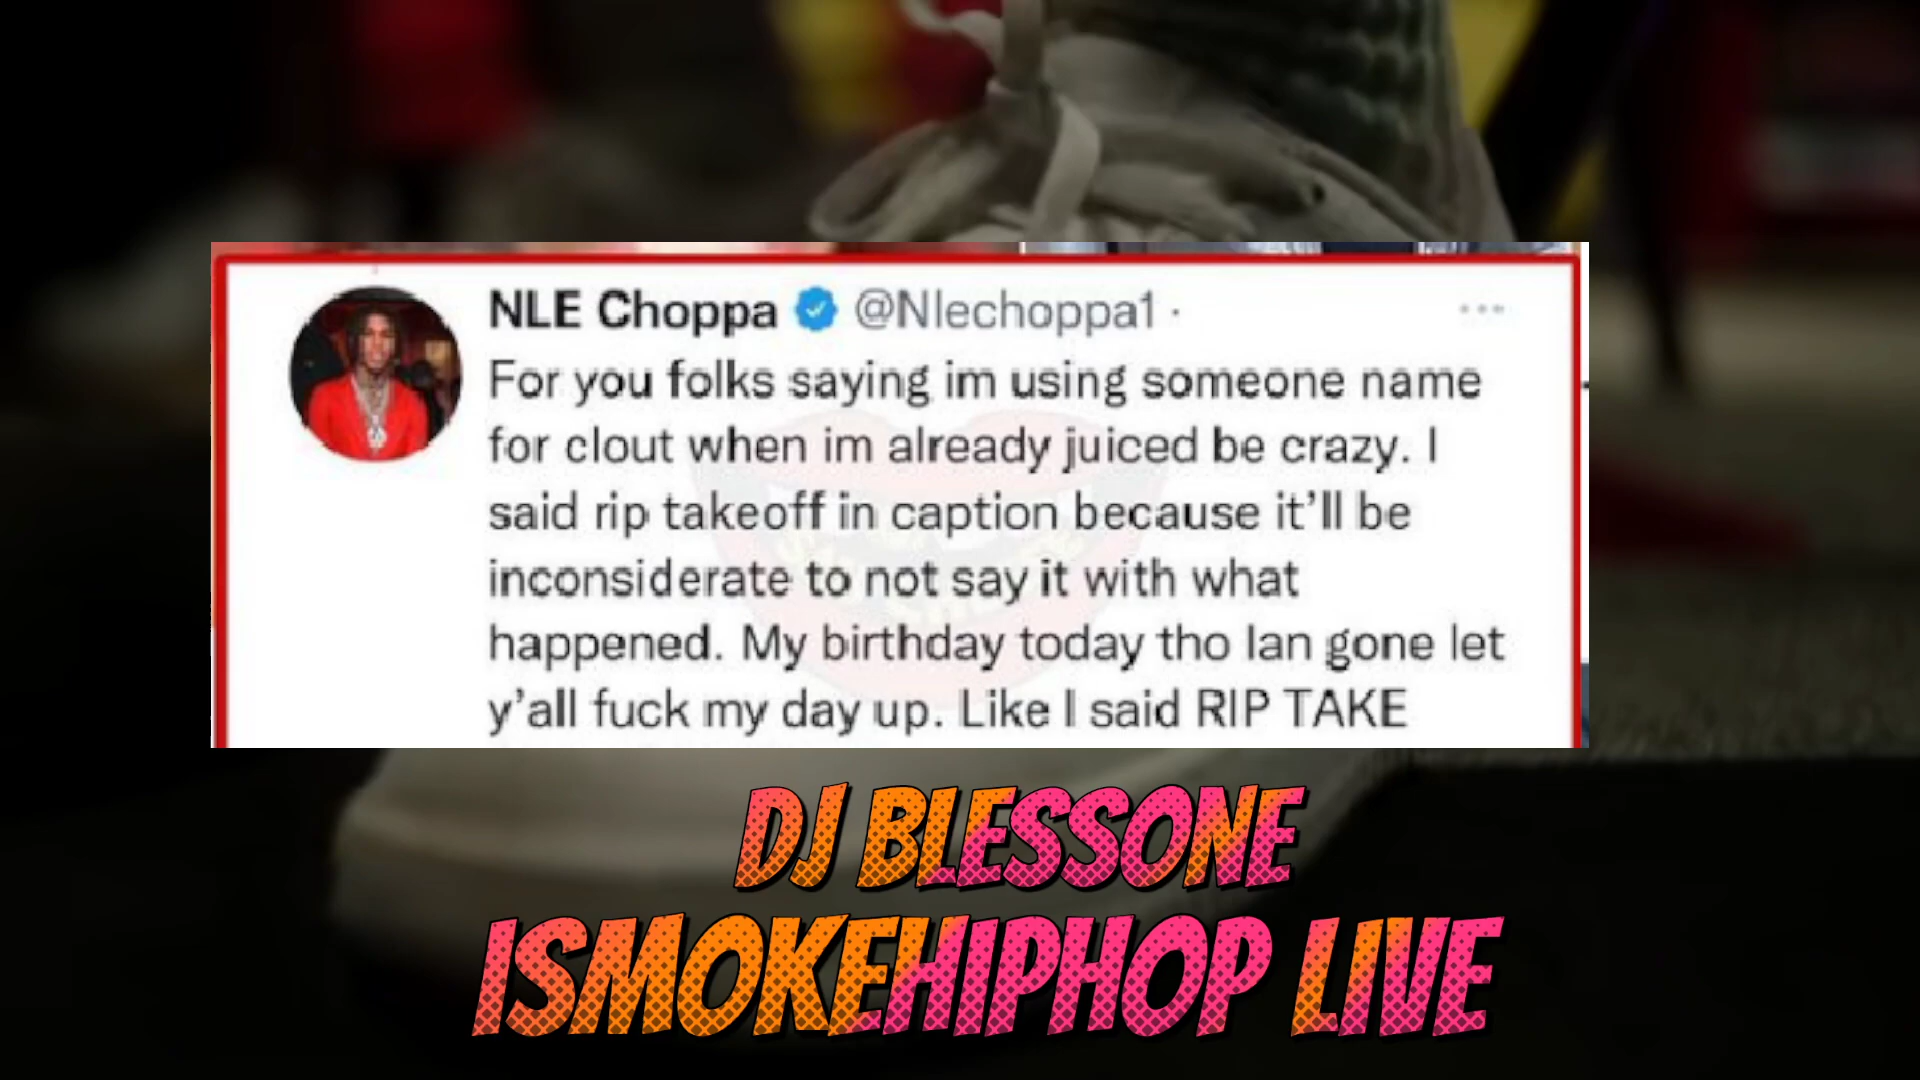 NLE Choppa @Nlechoppa1 ·
For you folks saying im using someone name
for clout when im already juiced be crazy. I
said rip takeoff in caption because it’ll be
inconsiderate to not say it with what
happened. My birthday today tho Ian gone let
y’all fuck my day up. Like I said RIP TAKE
DJ BLESSONE
ISMOKEHIPHOP LIVE